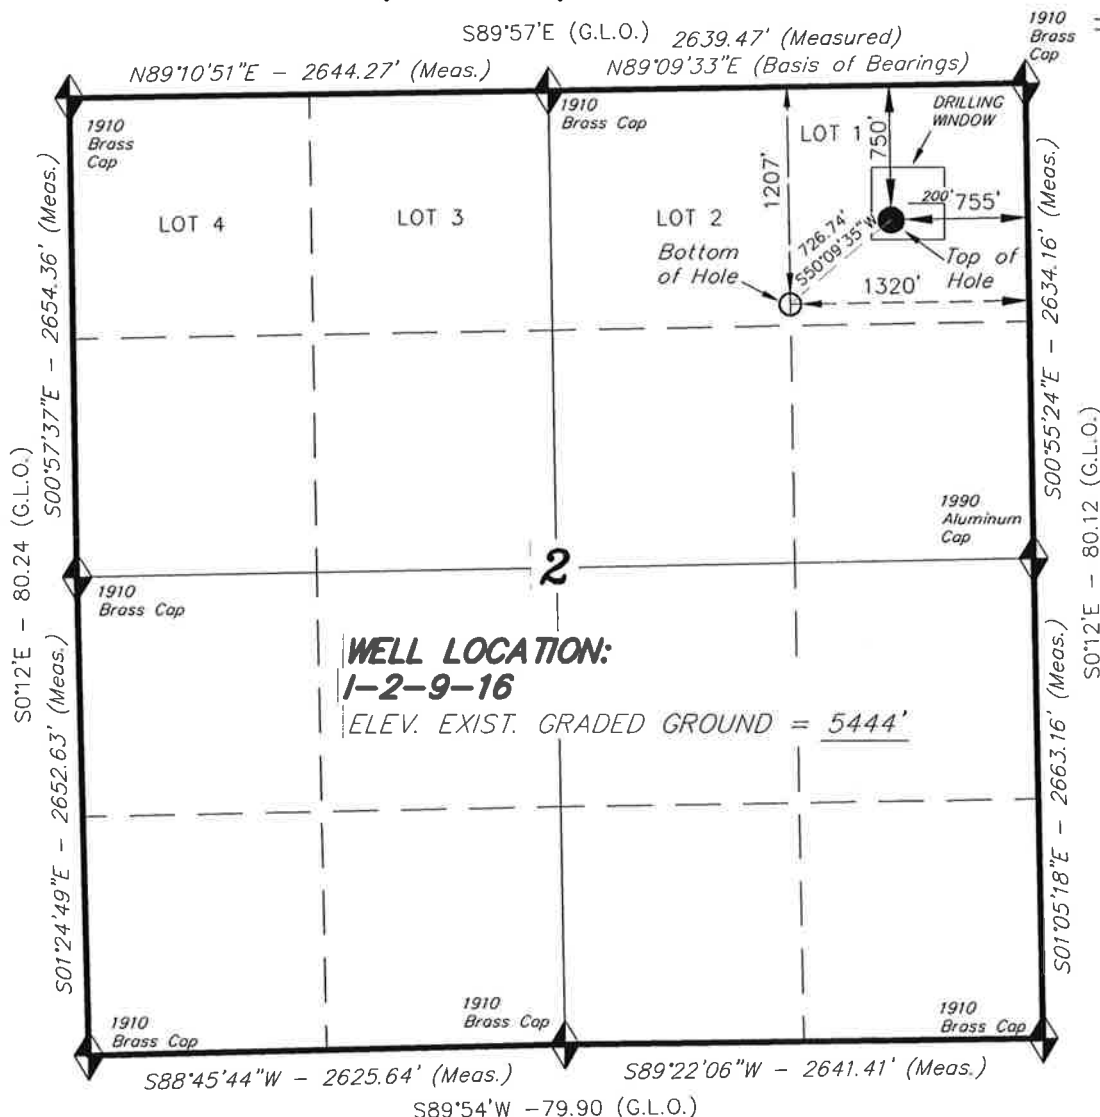 S89°57'E (G.L.O.)
2639.47' (Measured)
N89°10'51"E - 2644.27' (Meas.)
N89°09'33"E (Basis of Bearings)
1910
Brass
Cap
1910
Brass
Cap
1910
Brass Cap
DRILLING
WINDOW
LOT 1
750'
1207'
200'
755'
LOT 4
LOT 3
LOT 2
Bottom
of Hole
726.74'
S50°09'35"W
Top of
Hole
1320'
S00°57'37"E - 2654.36' (Meas.)
S00°55'24"E - 2634.16' (Meas.)
S0°12'E - 80.24 (G.L.O.)
S0°12'E - 80.12 (G.L.O.)
1990
Aluminum
Cap
2
1910
Brass Cap
WELL LOCATION:
1-2-9-16
ELEV. EXIST. GRADED GROUND = 5444'
S01°24'49"E - 2652.63' (Meas.)
S01°05'18"E - 2663.16' (Meas.)
1910
Brass Cap
1910
Brass Cap
1910
Brass Cap
S88°45'44"W - 2625.64' (Meas.)
S89°22'06"W - 2641.41' (Meas.)
S89°54'W -79.90 (G.L.O.)